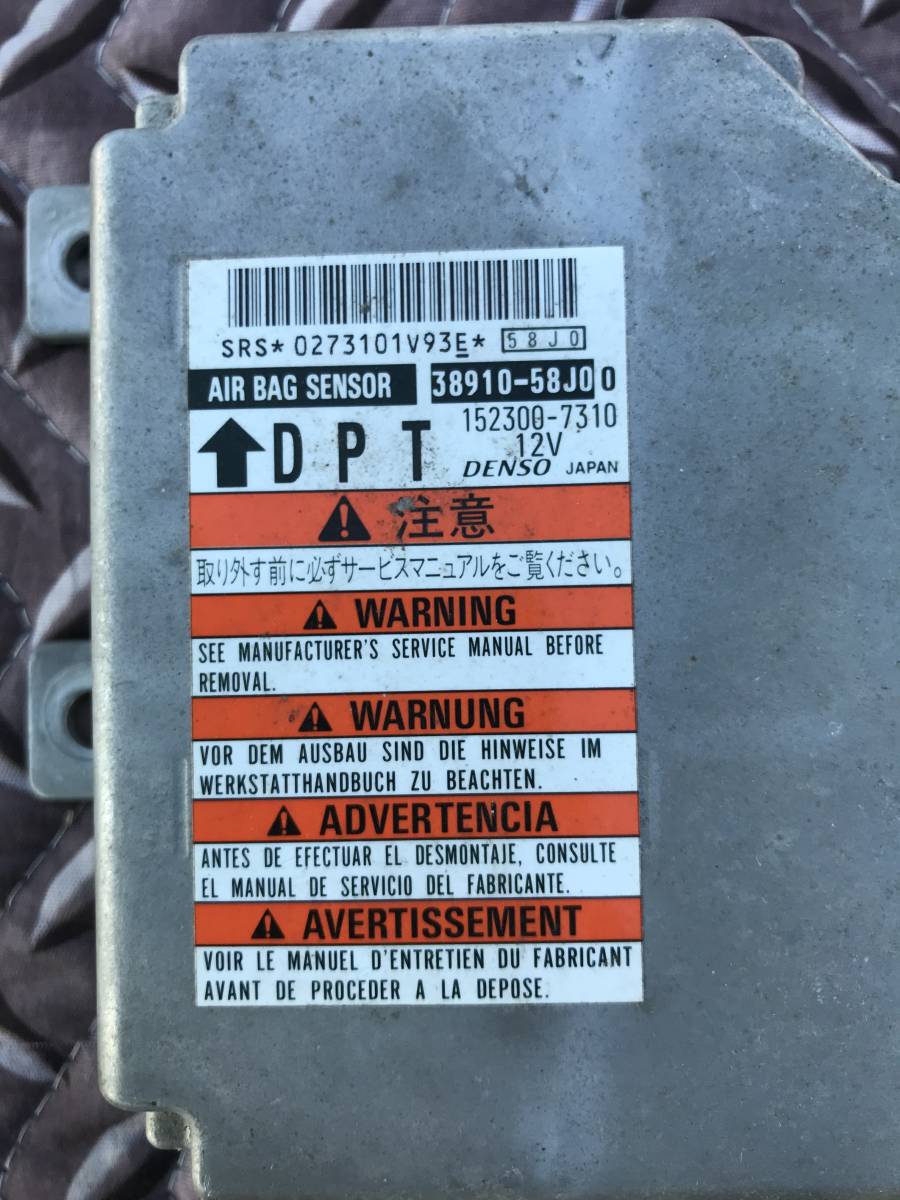 SRS*0273101V93E* 58J0
AIR BAG SENSOR 38910-58J00
152300-7310
DPT 12V
DENSO JAPAN
注意
取り外す前に必ずサービスマニュアルをご覧ください。
WARNING
SEE MANUFACTURER'S SERVICE MANUAL BEFORE
REMOVAL.
WARNUNG
VOR DEM AUSBAU SIND DIE HINWEISE IM
WERKSTATTHANDBUCH ZU BEACHTEN.
ADVERTENCIA
ANTES DE EFECTUAR EL DESMONTAJE, CONSULTE
EL MANUAL DE SERVICIO DEL FABRICANTE.
AVERTISSEMENT
VOIR LE MANUEL D'ENTRETIEN DU FABRICANT
AVANT DE PROCEDER A LA DEPOSE.